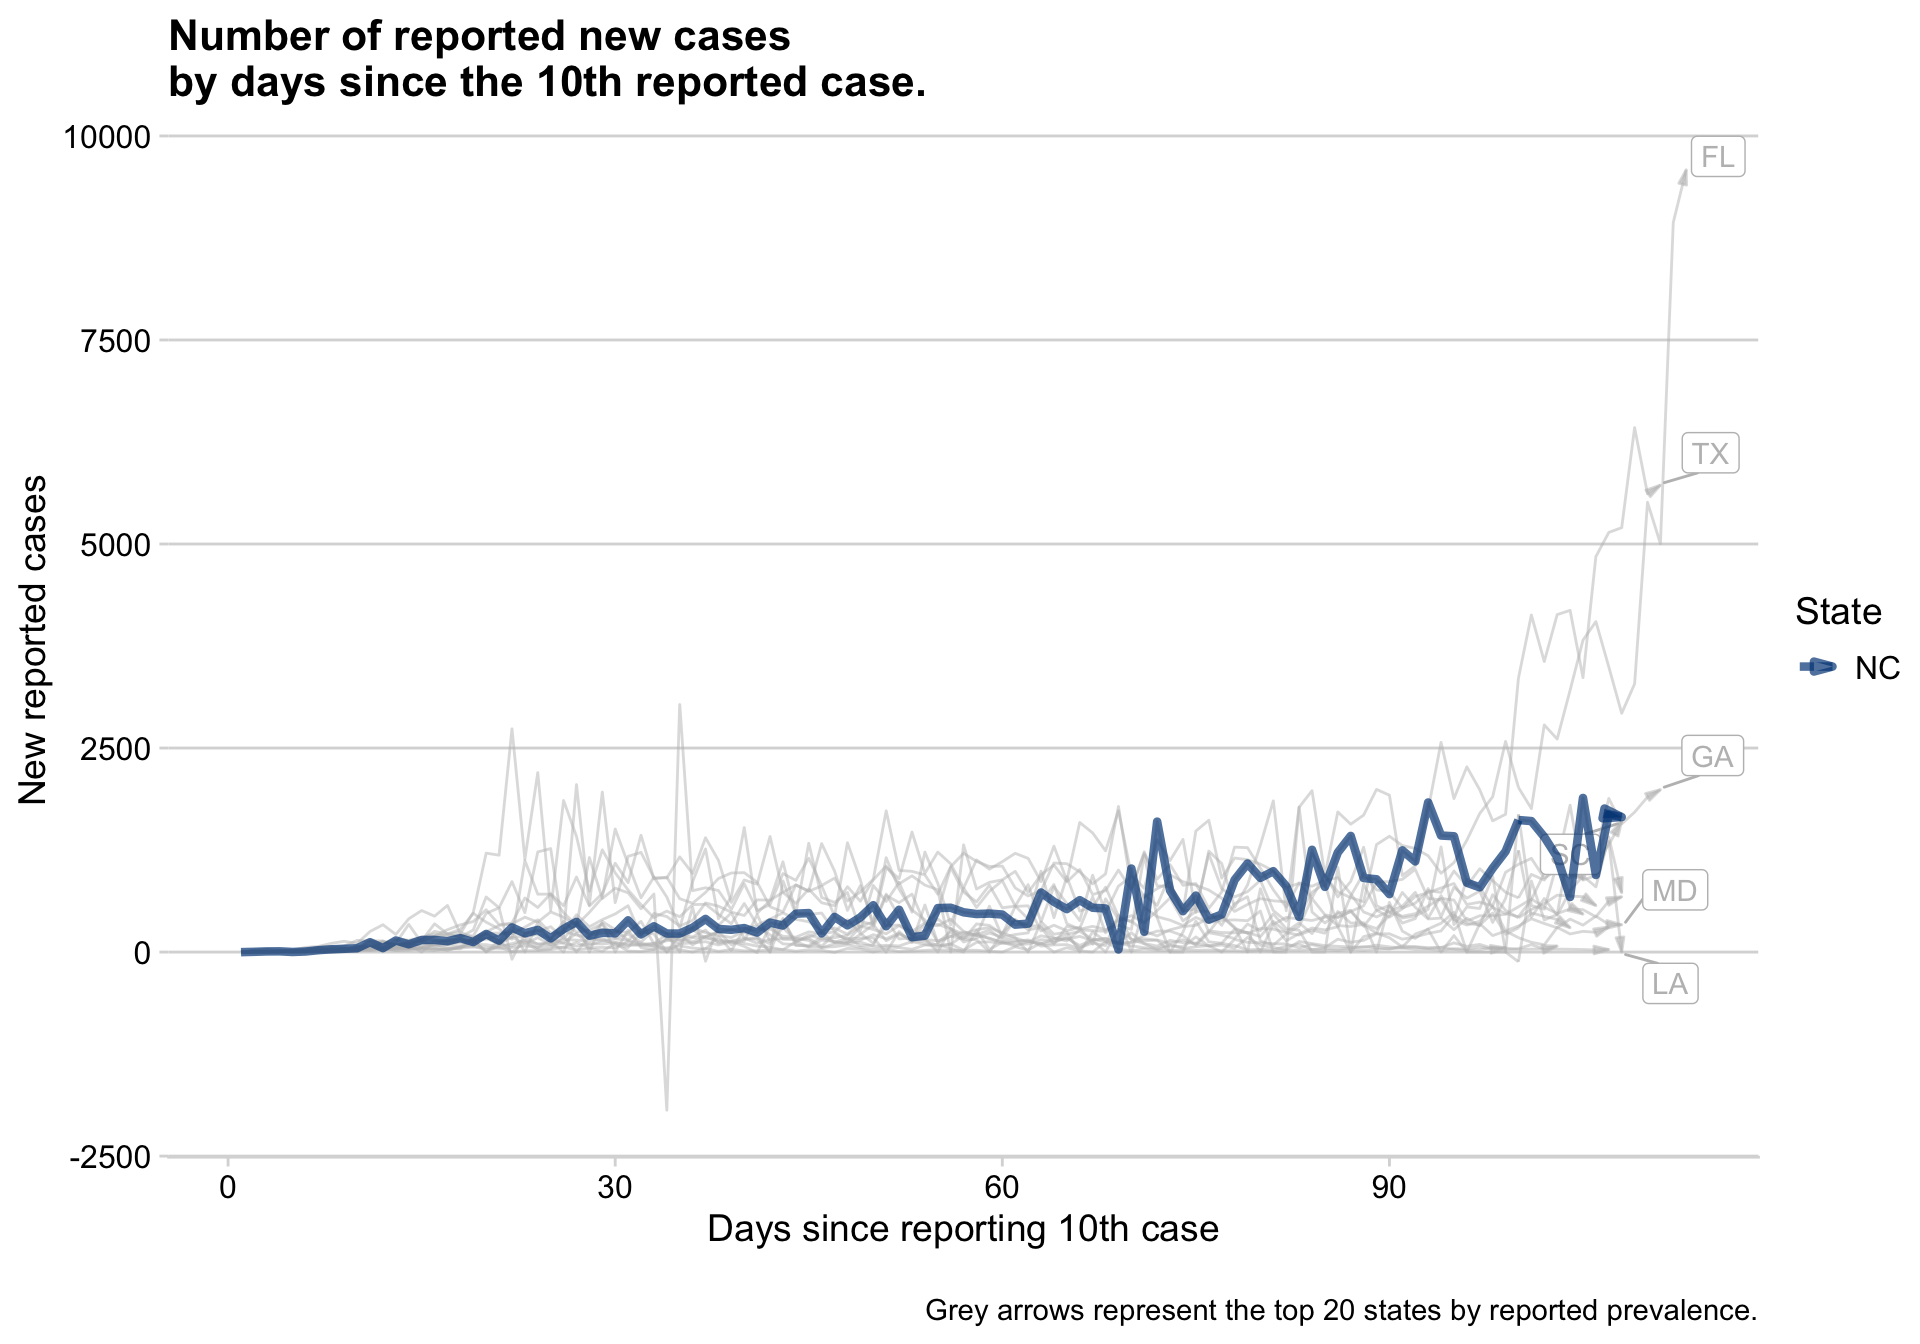 Number of reported new cases
by days since the 10th reported case.
10000
7500
5000
2500
0
-2500
New reported cases
FL
TX
GA
SC
MD
LA
State
NC
0
30
60
90
Days since reporting 10th case
Grey arrows represent the top 20 states by reported prevalence.